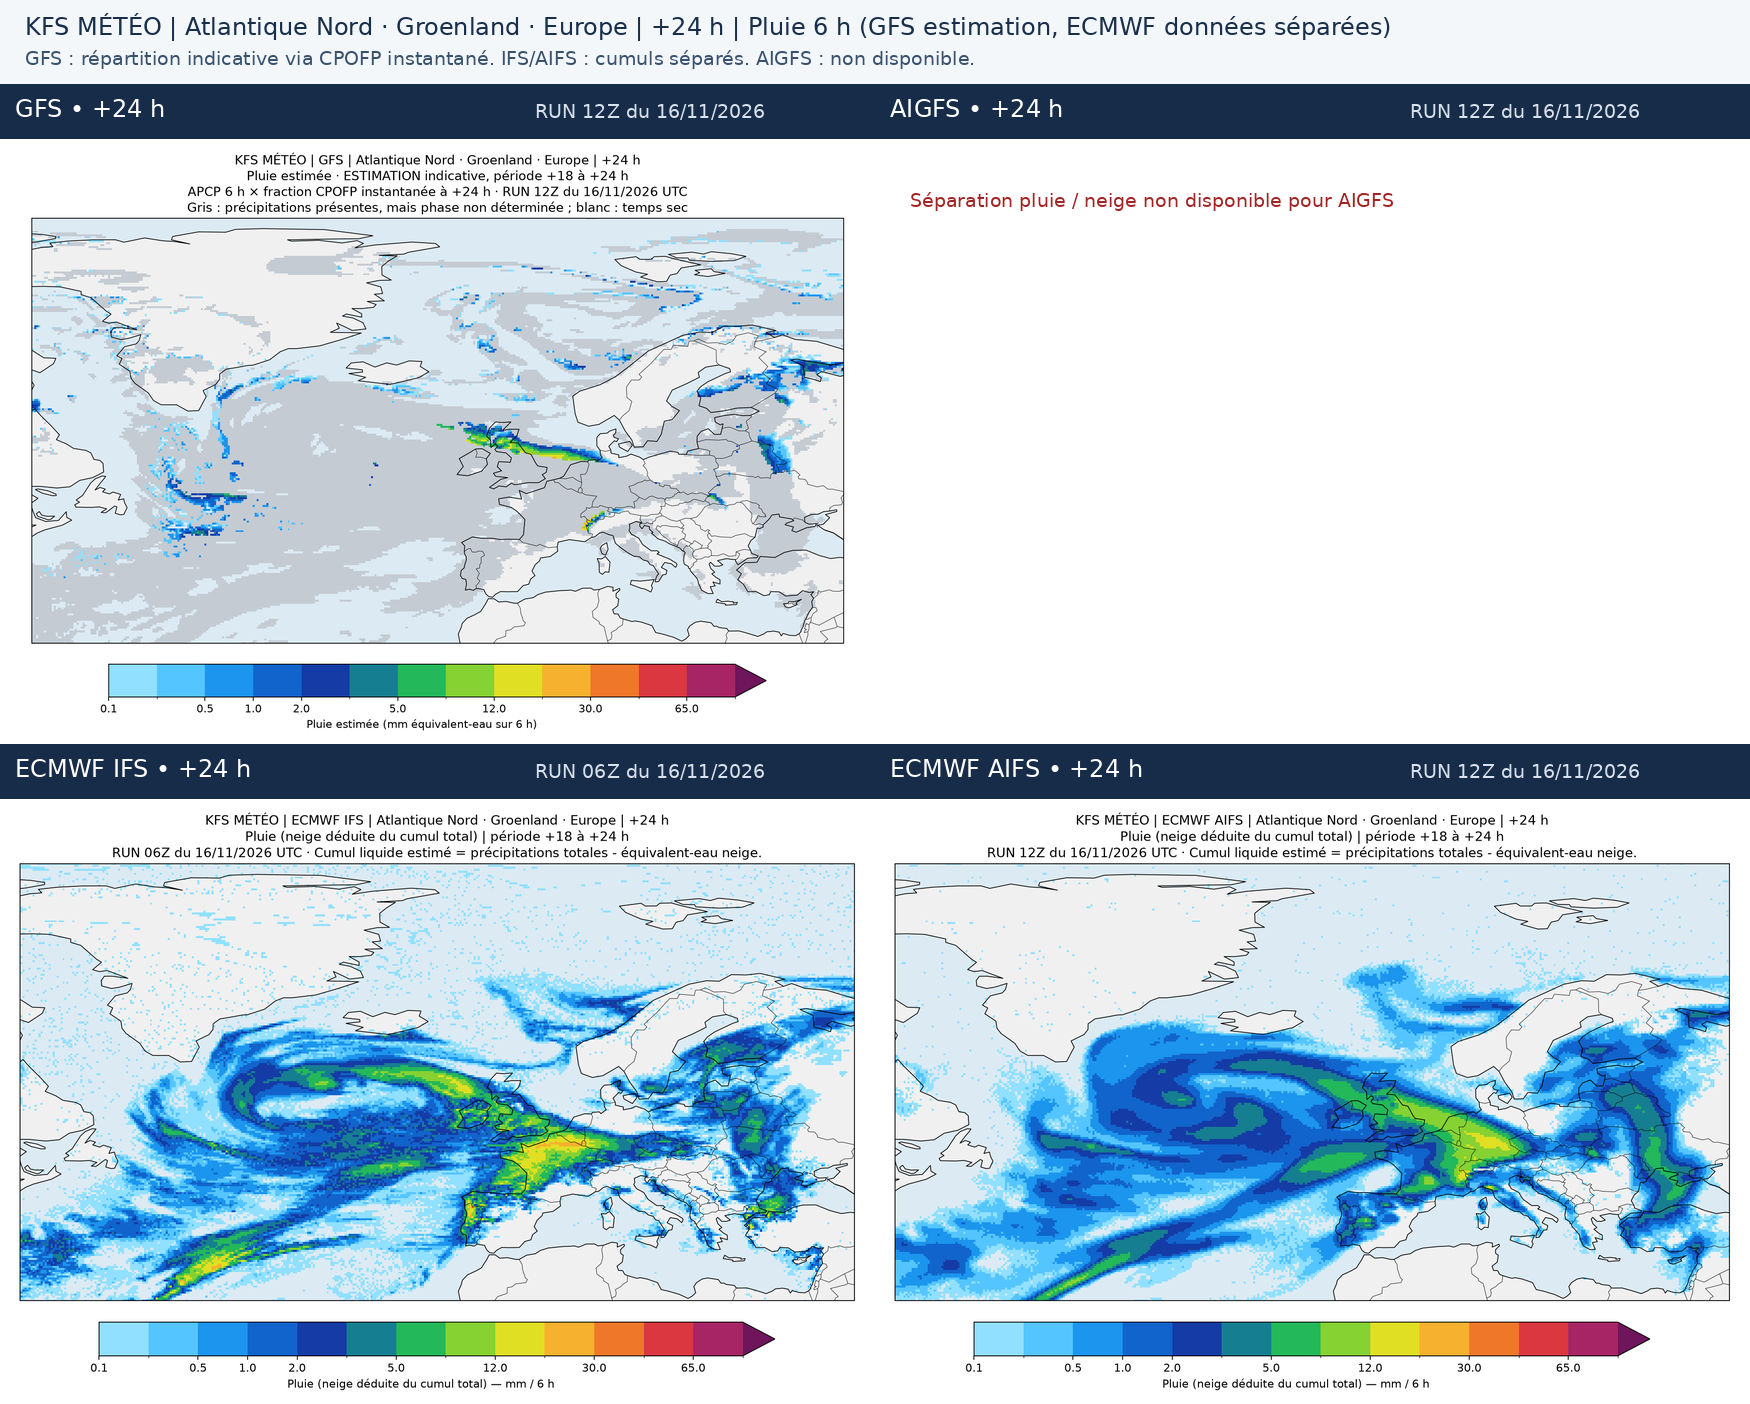 KFS MÉTÉO | Atlantique Nord · Groenland · Europe | +24 h | Pluie 6 h (GFS estimation, ECMWF données séparées)
GFS : répartition indicative via CPOFP instantané. IFS/AIFS : cumuls séparés. AIGFS : non disponible.
GFS • +24 h
RUN 12Z du 16/11/2026
AIGFS • +24 h
RUN 12Z du 16/11/2026
KFS MÉTÉO | GFS | Atlantique Nord · Groenland · Europe | +24 h
Pluie estimée · ESTIMATION indicative, période +18 à +24 h
APCP 6 h × fraction CPOFP instantanée à +24 h · RUN 12Z du 16/11/2026 UTC
Gris : précipitations présentes, mais phase non déterminée ; blanc : temps sec
Séparation pluie / neige non disponible pour AIGFS
0.1 0.5 1.0 2.0 5.0 12.0 30.0 65.0
Pluie estimée (mm équivalent-eau sur 6 h)
ECMWF IFS • +24 h
RUN 06Z du 16/11/2026
ECMWF AIFS • +24 h
RUN 12Z du 16/11/2026
KFS MÉTÉO | ECMWF IFS | Atlantique Nord · Groenland · Europe | +24 h
Pluie (neige déduite du cumul total) | période +18 à +24 h
RUN 06Z du 16/11/2026 UTC · Cumul liquide estimé = précipitations totales - équivalent-eau neige.
KFS MÉTÉO | ECMWF AIFS | Atlantique Nord · Groenland · Europe | +24 h
Pluie (neige déduite du cumul total) | période +18 à +24 h
RUN 12Z du 16/11/2026 UTC · Cumul liquide estimé = précipitations totales - équivalent-eau neige.
0.1 0.5 1.0 2.0 5.0 12.0 30.0 65.0
Pluie (neige déduite du cumul total) — mm / 6 h
0.1 0.5 1.0 2.0 5.0 12.0 30.0 65.0
Pluie (neige déduite du cumul total) — mm / 6 h